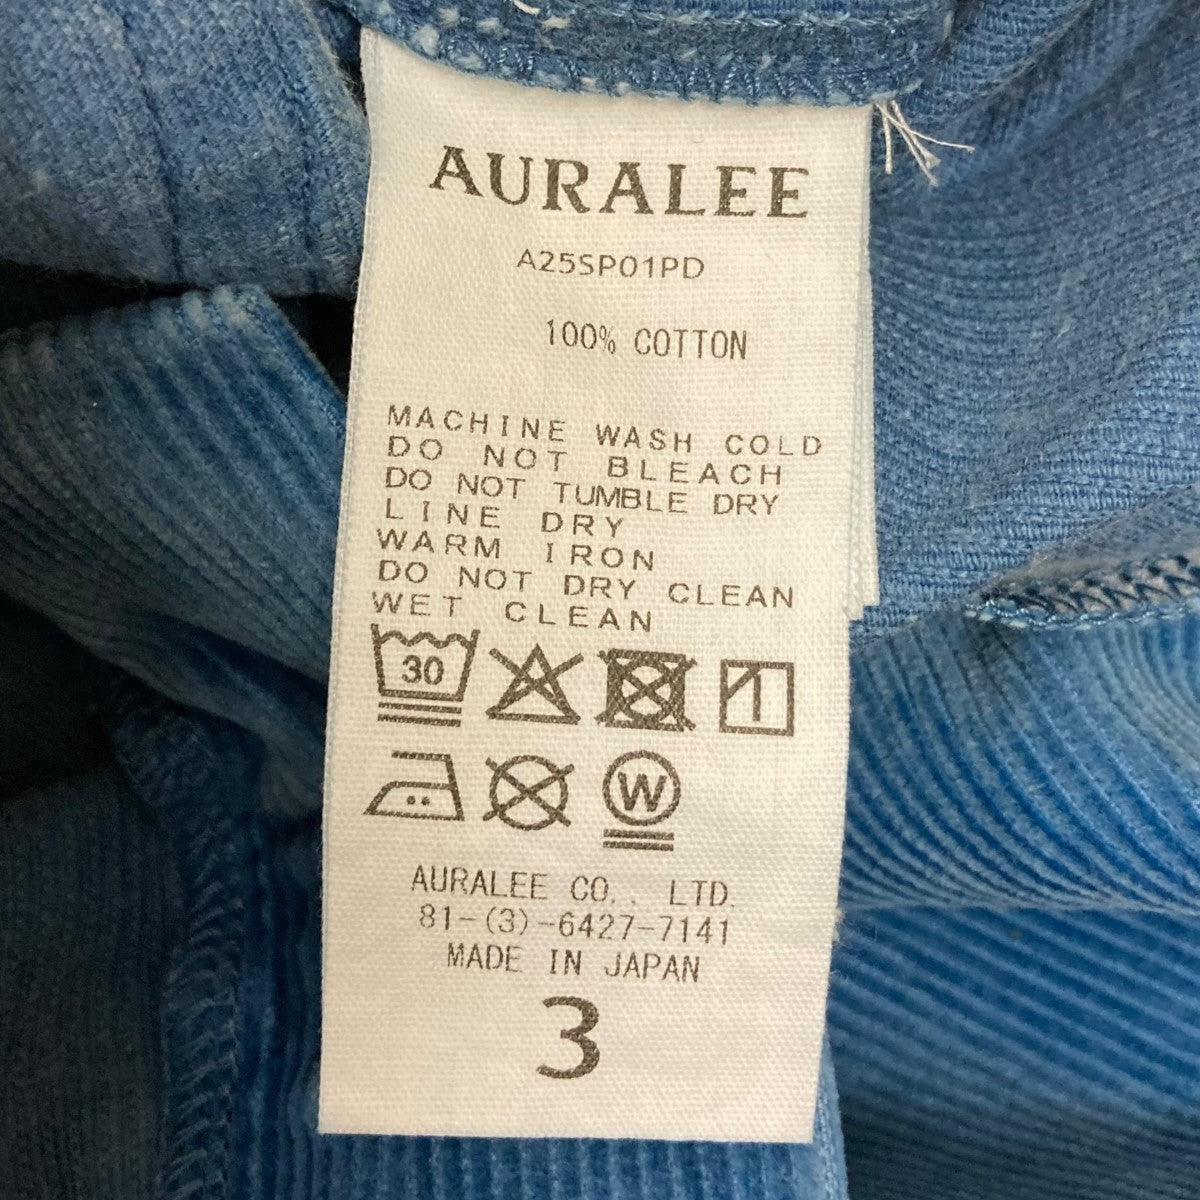 AURALEE
A25SP01PD
100% COTTON
MACHINE WASH COLD
DO NOT BLEACH
DO NOT TUMBLE DRY
LINE DRY
WARM IRON
DO NOT DRY CLEAN
WET CLEAN
30
W
AURALEE CO., LTD.
81-(3)-6427-7141
MADE IN JAPAN
3